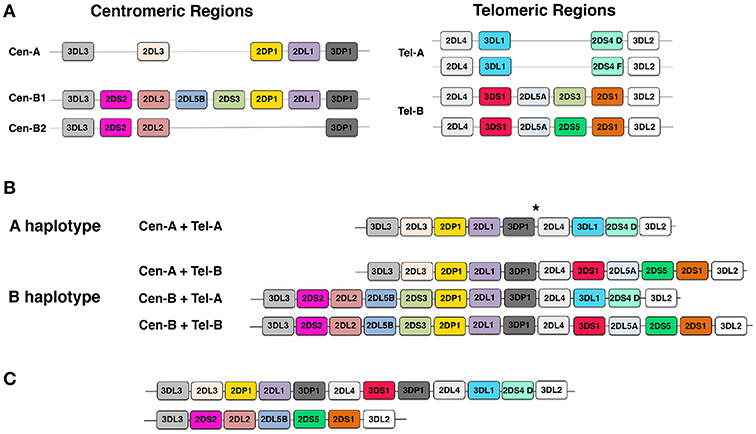 A Centromeric Regions Telomeric Regions
Cen-A 3DL3 2DL3 2DP1 2DL1 3DP1
Tel-A 2DL4 3DL1 2DS4 D 3DL2
2DL4 3DL1 2DS4 F 3DL2
Cen-B1 3DL3 2DS2 2DL2 2DL5B 2DS3 2DP1 2DL1 3DP1
Cen-B2 3DL3 2DS2 2DL2 3DP1
Tel-B 2DL4 3DS1 2DL5A 2DS3 2DS1 3DL2
2DL4 3DS1 2DL5A 2DS5 2DS1 3DL2
B
*
A haplotype Cen-A + Tel-A 3DL3 2DL3 2DP1 2DL1 3DP1 2DL4 3DL1 2DS4 D 3DL2
Cen-A + Tel-B 3DL3 2DL3 2DP1 2DL1 3DP1 2DL4 3DS1 2DL5A 2DS5 2DS1 3DL2
B haplotype Cen-B + Tel-A 3DL3 2DS2 2DL2 2DL5B 2DS3 2DP1 2DL1 3DP1 2DL4 3DL1 2DS4 D 3DL2
Cen-B + Tel-B 3DL3 2DS2 2DL2 2DL5B 2DS3 2DP1 2DL1 3DP1 2DL4 3DS1 2DL5A 2DS5 2DS1 3DL2
C
3DL3 2DL3 2DP1 2DL1 3DP1 2DL4 3DS1 3DP1 2DL4 3DL1 2DS4 D 3DL2
3DL3 2DS2 2DL2 2DL5B 2DS5 2DS1 3DL2